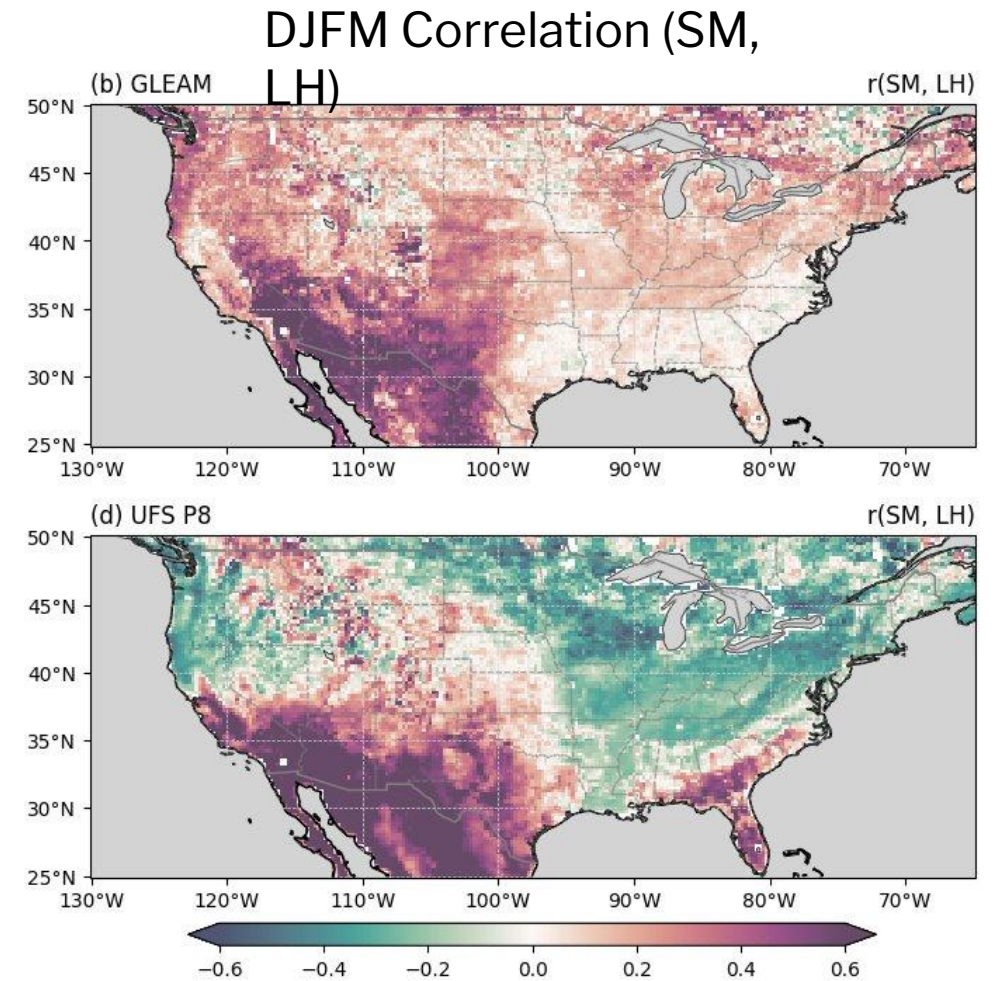 DJFM Correlation (SM,
LH)
(b) GLEAM r(SM, LH)
50°N
45°N
40°N
35°N
30°N
25°N
130°W 120°W 110°W 100°W 90°W 80°W 70°W
(d) UFS P8 r(SM, LH)
50°N
45°N
40°N
35°N
30°N
25°N
130°W 120°W 110°W 100°W 90°W 80°W 70°W
−0.6 −0.4 −0.2 0.0 0.2 0.4 0.6